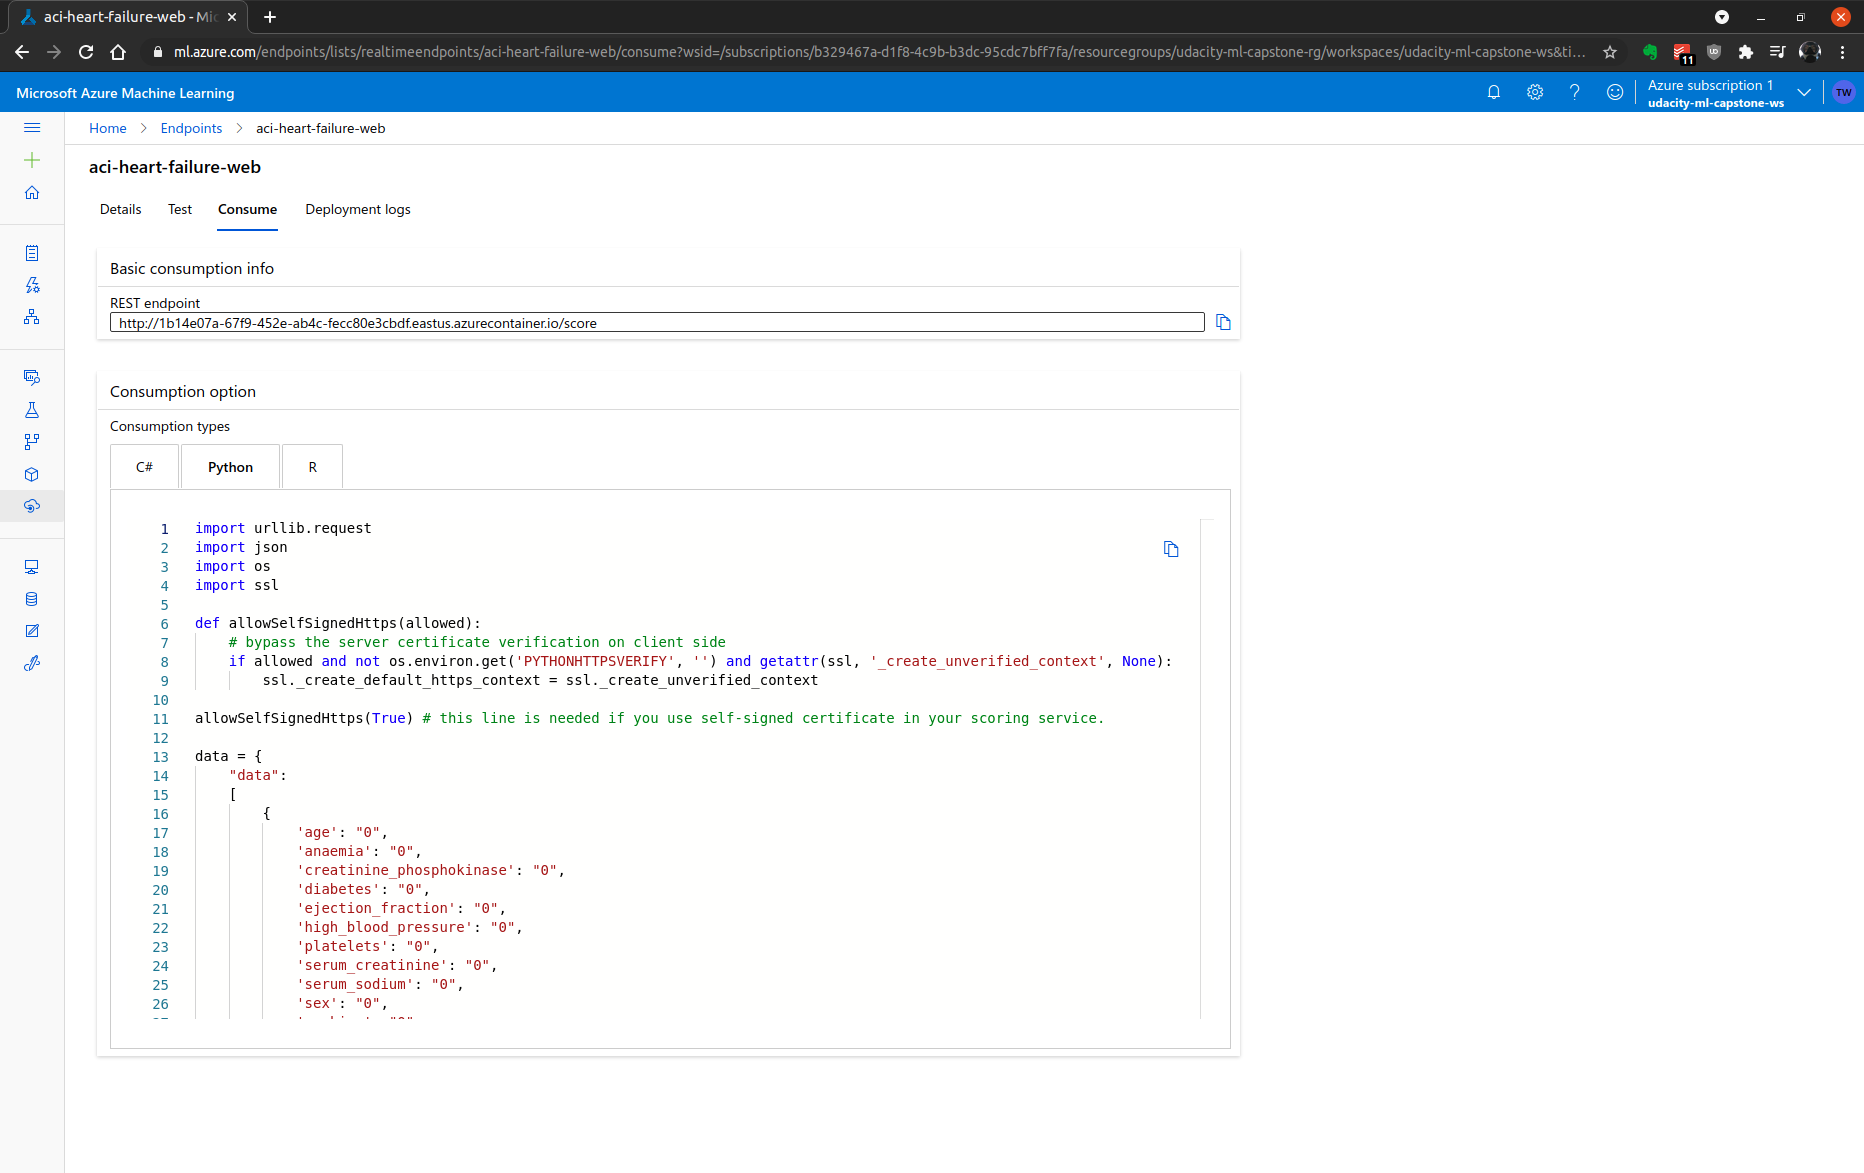 aci-heart-failure-web - Mic
ml.azure.com/endpoints/lists/realtimeendpoints/aci-heart-failure-web/consume?wsid=/subscriptions/b329467a-d1f8-4c9b-b3dc-95cdc7bff7fa/resourcegroups/udacity-ml-capstone-rg/workspaces/udacity-ml-capstone-ws&ti...
11
Microsoft Azure Machine Learning
Azure subscription 1
udacity-ml-capstone-ws
TW
Home > Endpoints > aci-heart-failure-web
aci-heart-failure-web
Details Test Consume Deployment logs
Basic consumption info
REST endpoint
http://1b14e07a-67f9-452e-ab4c-fecc80e3cbdf.eastus.azurecontainer.io/score
Consumption option
Consumption types
C# Python R
1 import urllib.request
2 import json
3 import os
4 import ssl
5
6 def allowSelfSignedHttps(allowed):
7 # bypass the server certificate verification on client side
8 if allowed and not os.environ.get('PYTHONHTTPSVERIFY', '') and getattr(ssl, '_create_unverified_context', None):
9 ssl._create_default_https_context = ssl._create_unverified_context
10
11 allowSelfSignedHttps(True) # this line is needed if you use self-signed certificate in your scoring service.
12
13 data = {
14 "data":
15 [
16 {
17 'age': "0",
18 'anaemia': "0",
19 'creatinine_phosphokinase': "0",
20 'diabetes': "0",
21 'ejection_fraction': "0",
22 'high_blood_pressure': "0",
23 'platelets': "0",
24 'serum_creatinine': "0",
25 'serum_sodium': "0",
26 'sex': "0",